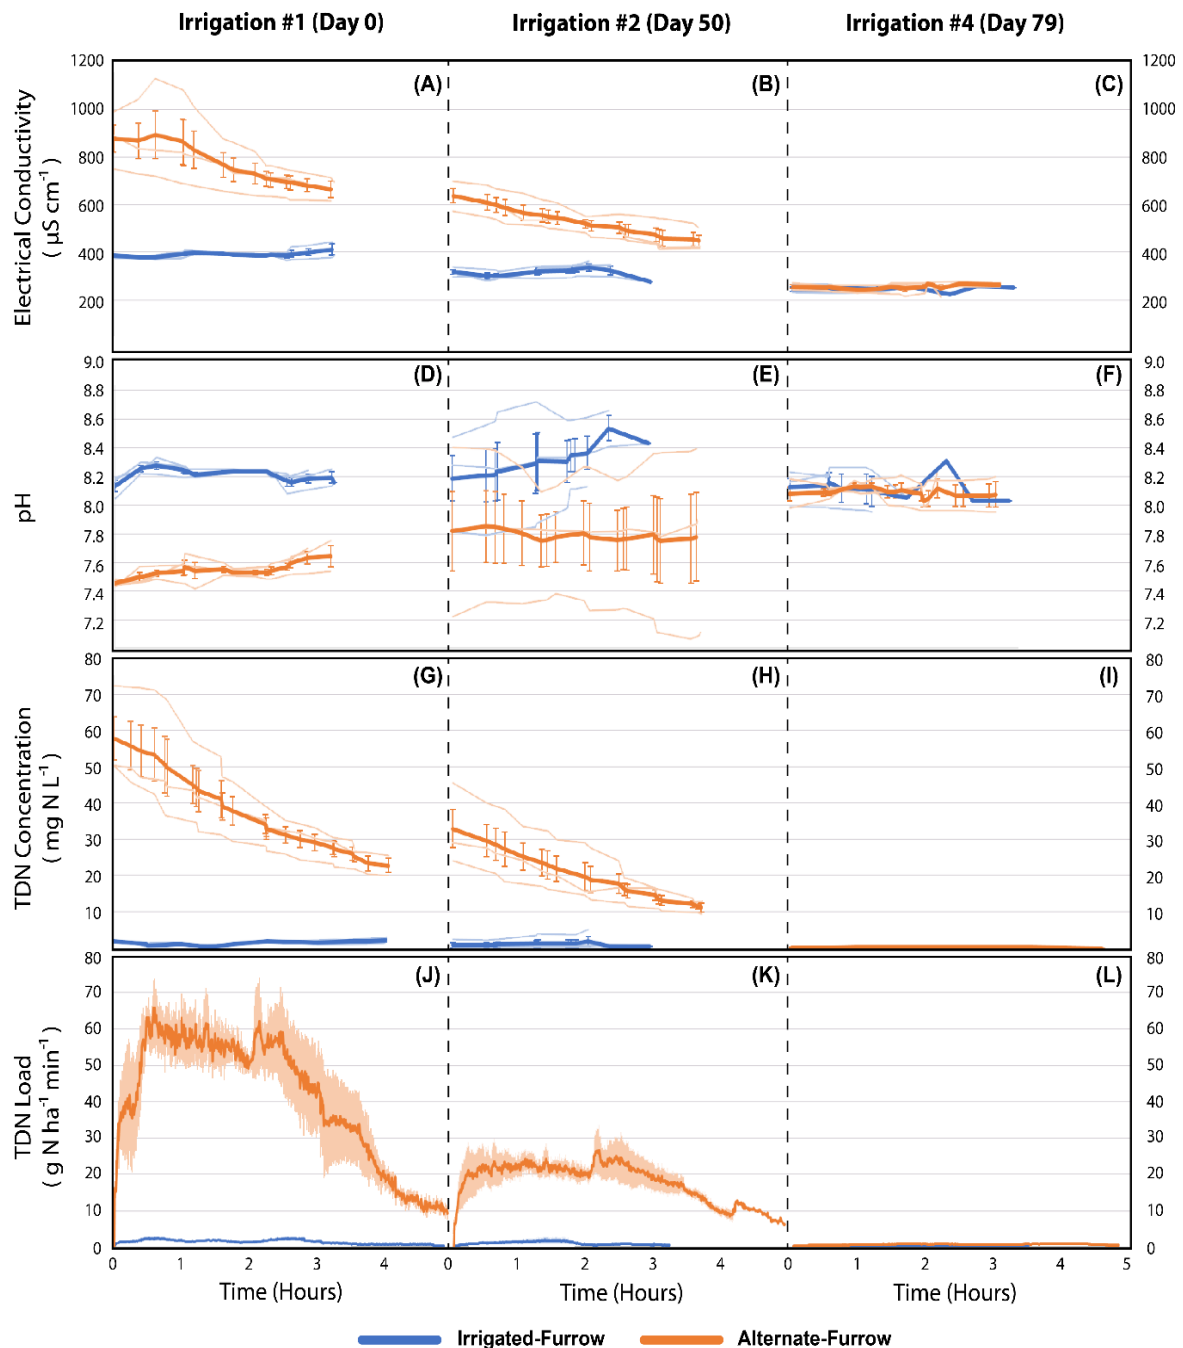 Irrigation #1 (Day 0) Irrigation #2 (Day 50) Irrigation #4 (Day 79)
Electrical Conductivity
( µS cm⁻¹ )
1200 (A) (B) (C) 1200
1000 1000
800 800
600 600
400 400
200 200
pH
9.0 (D) (E) (F) 9.0
8.8 8.8
8.6 8.6
8.4 8.4
8.2 8.2
8.0 8.0
7.8 7.8
7.6 7.6
7.4 7.4
7.2 7.2
TDN Concentration
( mg N L⁻¹ )
80 (G) (H) (I) 80
70 70
60 60
50 50
40 40
30 30
20 20
10 10
TDN Load
( g N ha⁻¹ min⁻¹ )
80 (J) (K) (L) 80
70 70
60 60
50 50
40 40
30 30
20 20
10 10
0 0
0 1 2 3 4 0 1 2 3 4 0 1 2 3 4 5
Time (Hours) Time (Hours) Time (Hours)
Irrigated-Furrow Alternate-Furrow